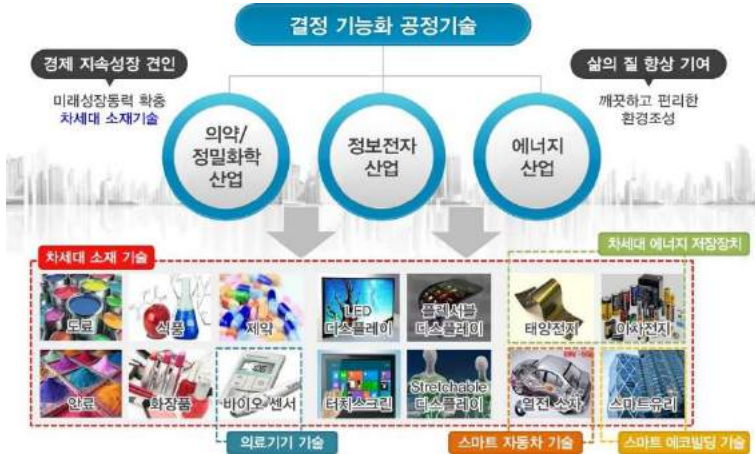 결정 기능화 공정기술
경제 지속성장 견인
미래성장동력 확충
차세대 소재기술
삶의 질 향상 기여
깨끗하고 편리한
환경조성
의약/
정밀화학
산업
정보전자
산업
에너지
산업
차세대 에너지 저장장치
차세대 소재 기술
도료
식품
제약
LED
디스플레이
플렉서블
디스플레이
태양전지
이차전지
안료
화장품
바이오 센서
터치스크린
Stretchable
디스플레이
열전 소자
스마트유리
의료기기 기술
스마트 자동차 기술
스마트 에코빌딩 기술